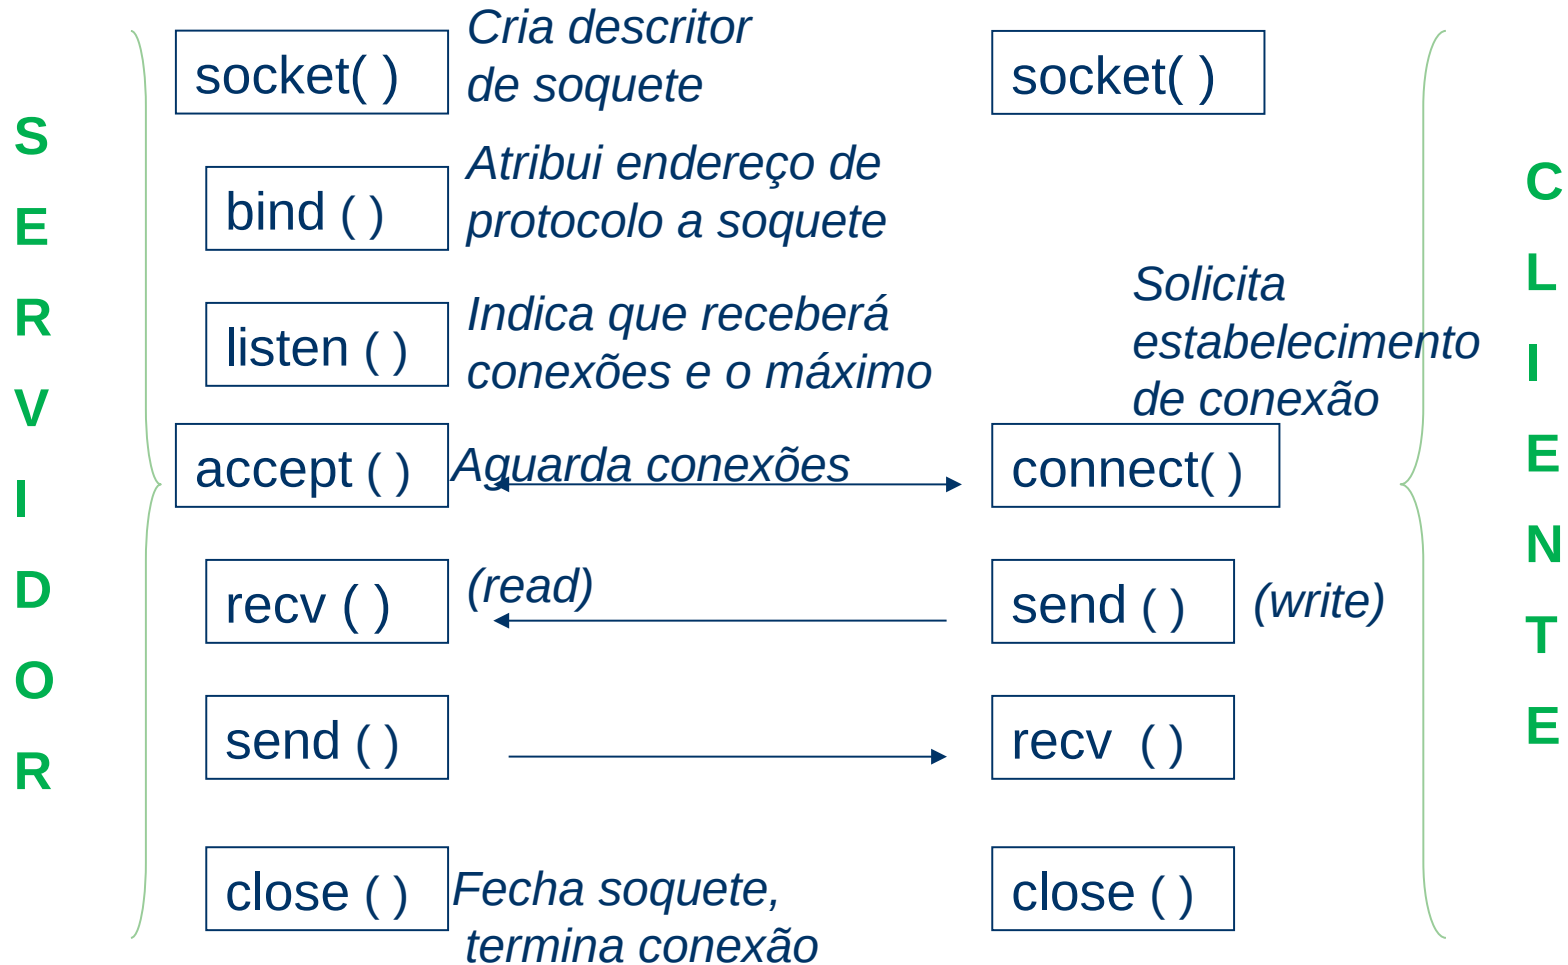 SERVIDOR
socket( )
Cria descritor
de soquete
bind ( )
Atribui endereço de
protocolo a soquete
listen ( )
Indica que receberá
conexões e o máximo
accept ( )
Aguarda conexões
recv ( )
(read)
send ( )
close ( )
Fecha soquete,
termina conexão
socket( )
Solicita
estabelecimento
de conexão
connect( )
send ( )
(write)
recv ( )
close ( )
CLIENTE